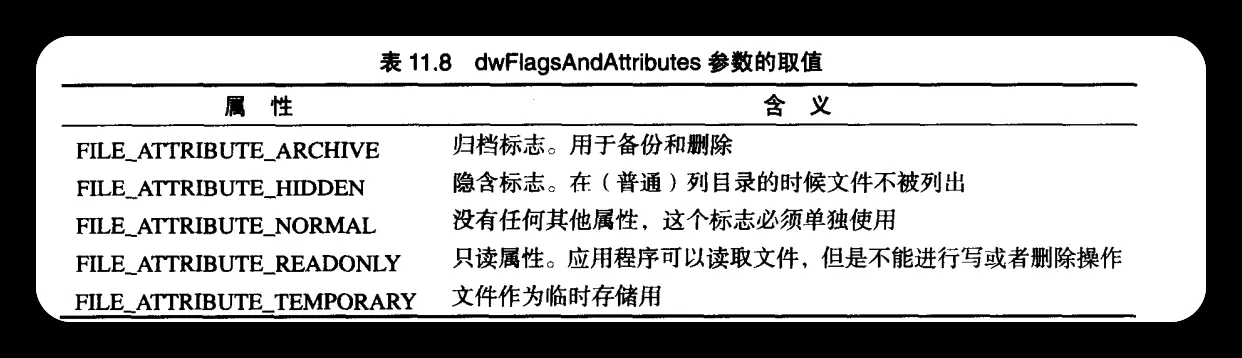 表 11.8 dwFlagsAndAttributes 参数的取值
属 性 含 义
FILE_ATTRIBUTE_ARCHIVE 归档标志。用于备份和删除
FILE_ATTRIBUTE_HIDDEN 隐含标志。在(普通)列目录的时候文件不被列出
FILE_ATTRIBUTE_NORMAL 没有任何其他属性，这个标志必须单独使用
FILE_ATTRIBUTE_READONLY 只读属性。应用程序可以读取文件，但是不能进行写或者删除操作
FILE_ATTRIBUTE_TEMPORARY 文件作为临时存储用